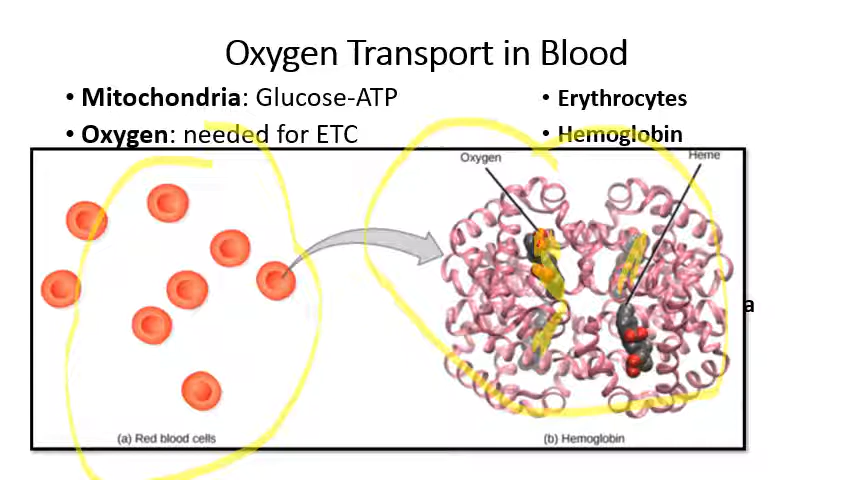 Oxygen Transport in Blood
• Mitochondria: Glucose-ATP
• Oxygen: needed for ETC
• Erythrocytes
• Hemoglobin
Oxygen
Heme
a
(a) Red blood cells
(b) Hemoglobin